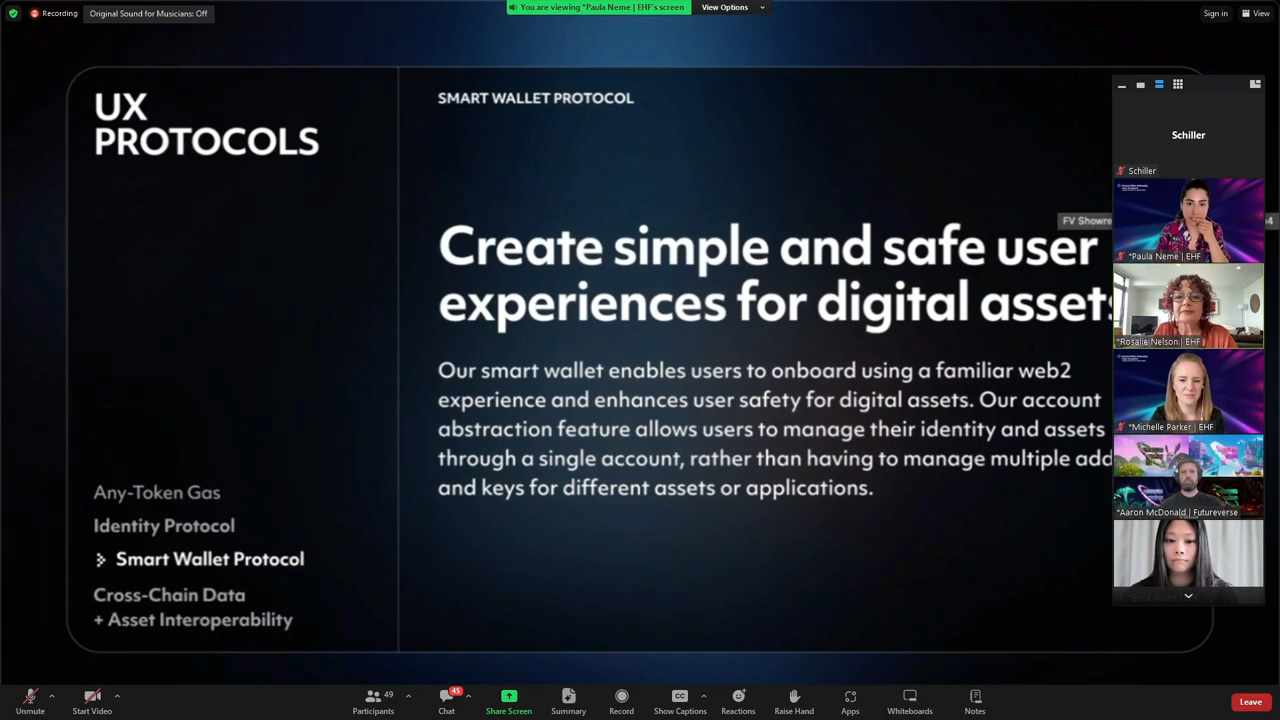 Recording
Original Sound for Musicians: Off
You are viewing *Paula Neme | EHF's screen
View Options
Sign in
View
UX
PROTOCOLS
SMART WALLET PROTOCOL
Create simple and safe user
experiences for digital assets
Our smart wallet enables users to onboard using a familiar web2
experience and enhances user safety for digital assets. Our account
abstraction feature allows users to manage their identity and assets
through a single account, rather than having to manage multiple add
and keys for different assets or applications.
Any-Token Gas
Identity Protocol
Smart Wallet Protocol
Cross-Chain Data
+ Asset Interoperability
FV Showre
Schiller
Schiller
*Paula Neme | EHF
*Rosalie Nelson | EHF
*Michelle Parker | EHF
*Aaron McDonald | Futureverse
Unmute
Start Video
49
Participants
45
Chat
Share Screen
Summary
Record
Show Captions
Reactions
Raise Hand
Apps
Whiteboards
Notes
Leave